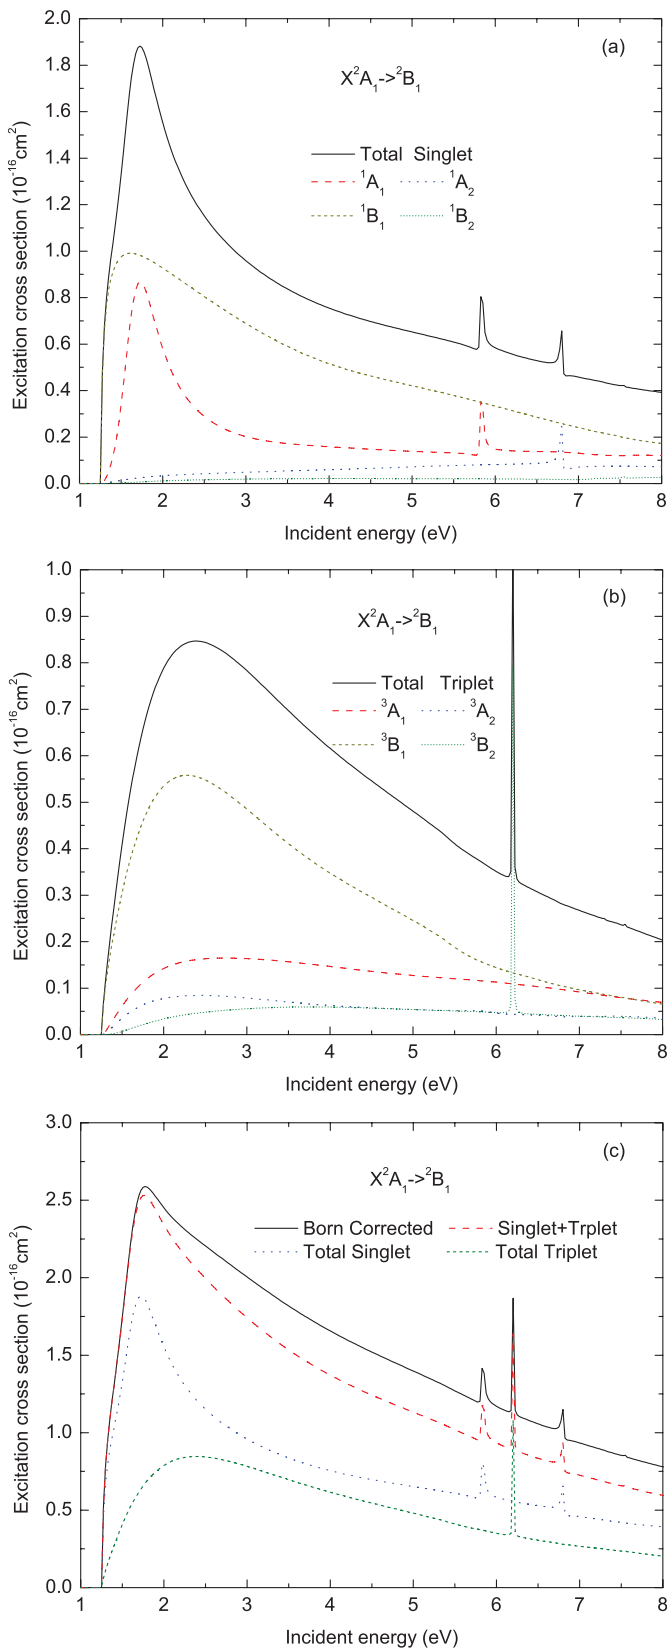 (a)
X²A₁->²B₁
Total Singlet
¹A₁ ¹A₂
¹B₁ ¹B₂
2.0
1.8
1.6
1.4
1.2
1.0
0.8
0.6
0.4
0.2
0.0
Excitation cross section (10⁻¹⁶cm²)
1 2 3 4 5 6 7 8
Incident energy (eV)
(b)
X²A₁->²B₁
Total Triplet
³A₁ ³A₂
³B₁ ³B₂
1.0
0.9
0.8
0.7
0.6
0.5
0.4
0.3
0.2
0.1
0.0
Excitation cross section (10⁻¹⁶cm²)
1 2 3 4 5 6 7 8
Incident energy (eV)
(c)
X²A₁->²B₁
Born Corrected Singlet+Trplet
Total Singlet Total Triplet
3.0
2.5
2.0
1.5
1.0
0.5
0.0
Excitation cross section (10⁻¹⁶cm²)
1 2 3 4 5 6 7 8
Incident energy (eV)